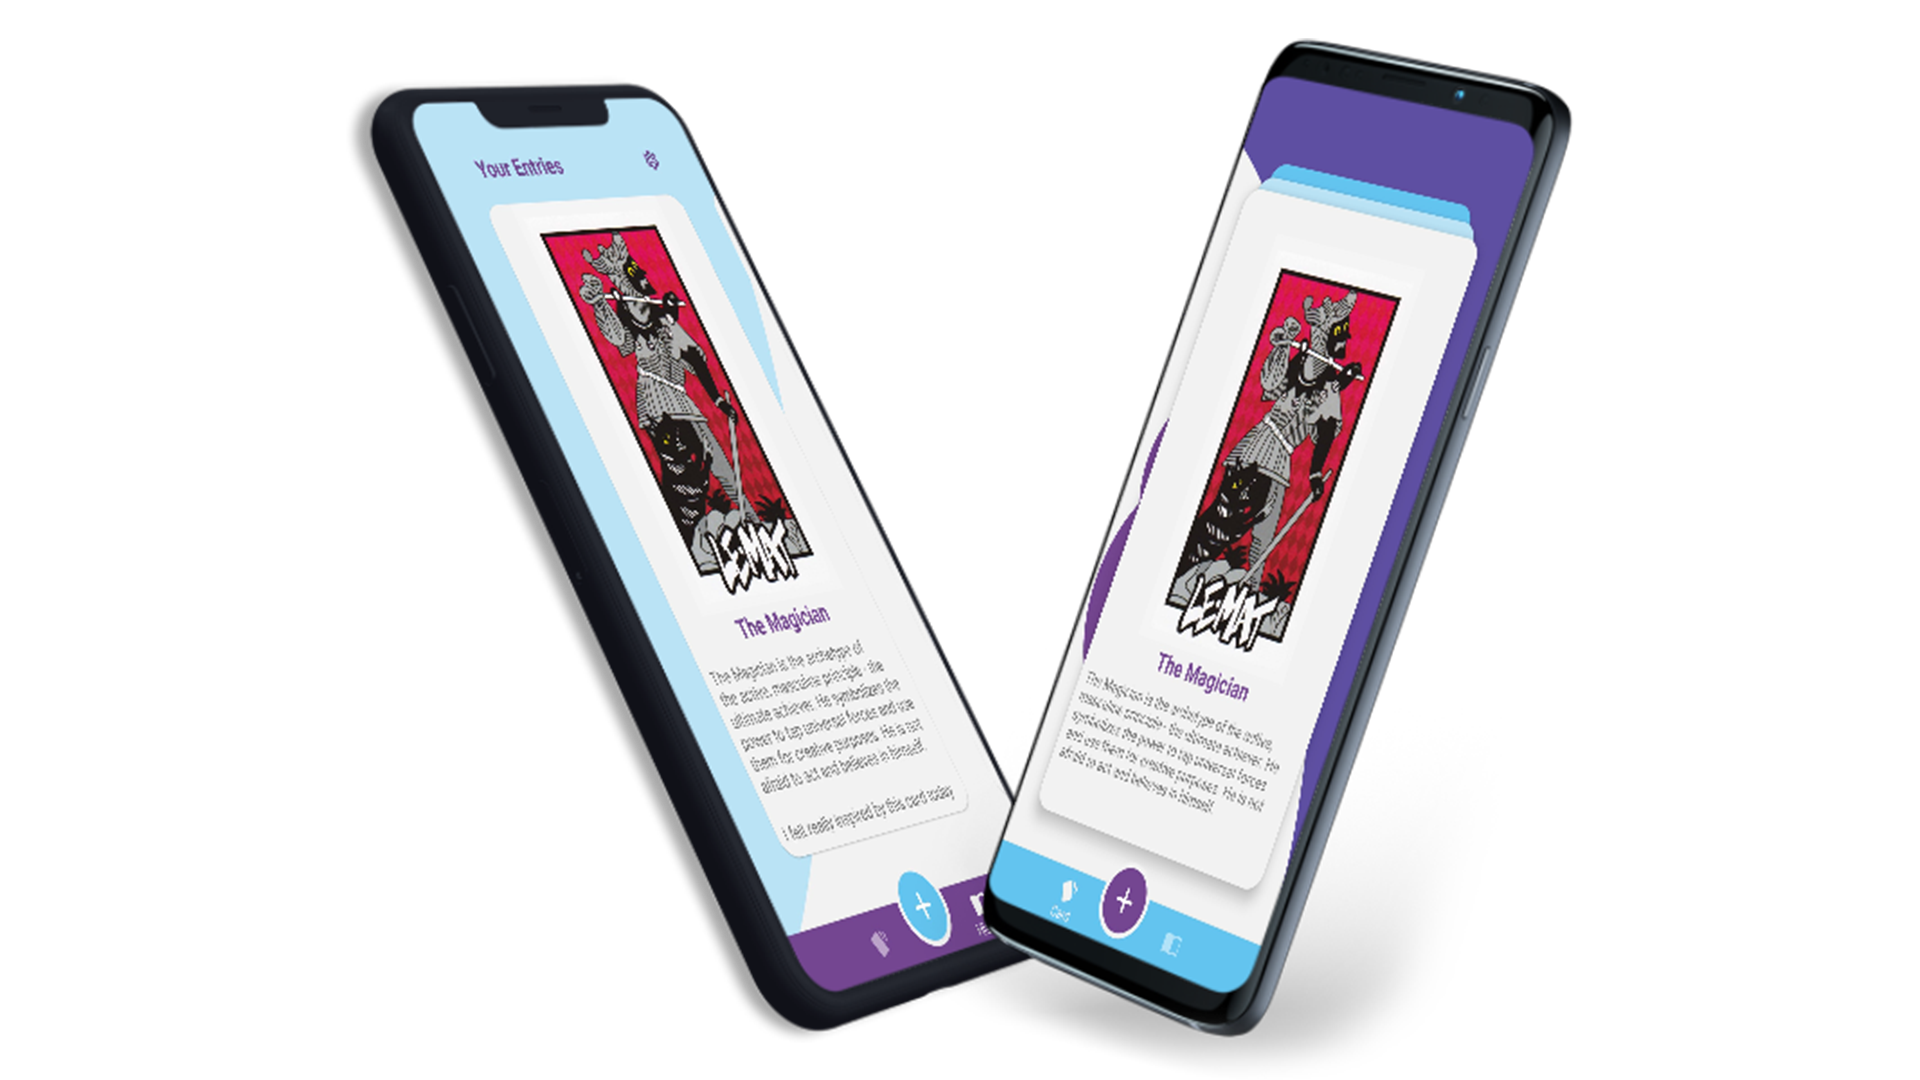 Your Entries
LE MAT
The Magician
The Magician is the archetype of
the active, masculine principle - the
ultimate achiever. He symbolizes the
power to tap universal forces and use
them for creative purposes. He is not
afraid to act and believes in himself.
I felt really inspired by this card today
LE MAT
The Magician
The Magician is the archetype of the active,
masculine principle - the ultimate achiever. He
symbolizes the power to tap universal forces
and use them for creative purposes. He is not
afraid to act and believes in himself.
Card